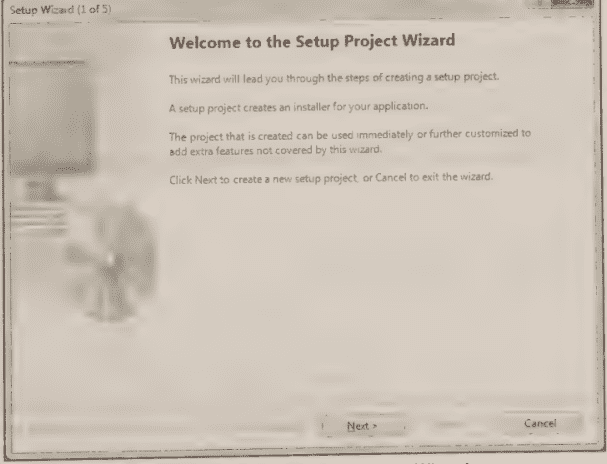 Setup Wizard (1 of 5)
Welcome to the Setup Project Wizard
This wizard will lead you through the steps of creating a setup project.
A setup project creates an installer for your application.
The project that is created can be used immediately or further customized to
add extra features not covered by this wizard.
Click Next to create a new setup project, or Cancel to exit the wizard.
Next >
Cancel